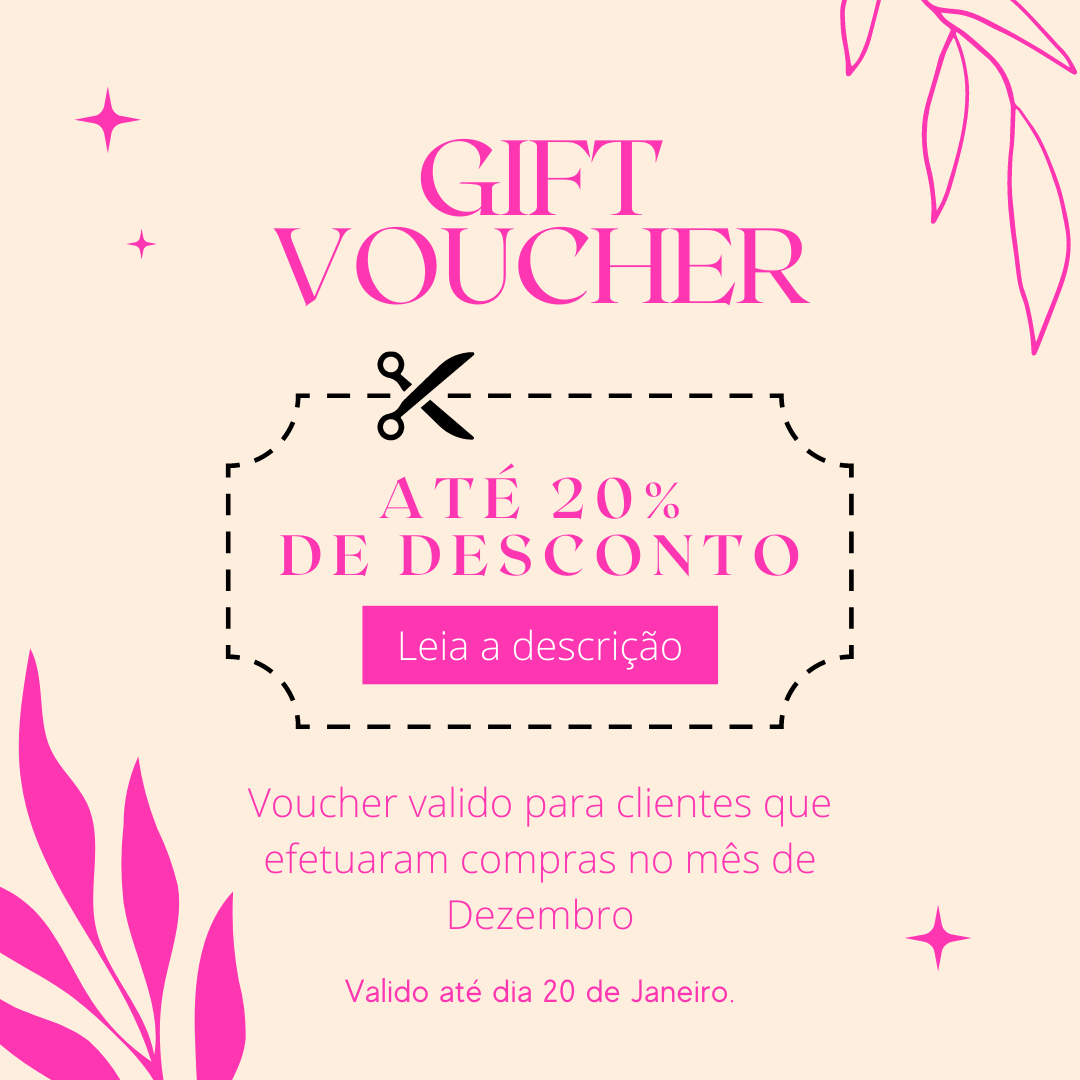 GIFT
VOUCHER
ATÉ 20%
DE DESCONTO
Leia a descrição
Voucher valido para clientes que
efetuaram compras no mês de
Dezembro
Valido até dia 20 de Janeiro.